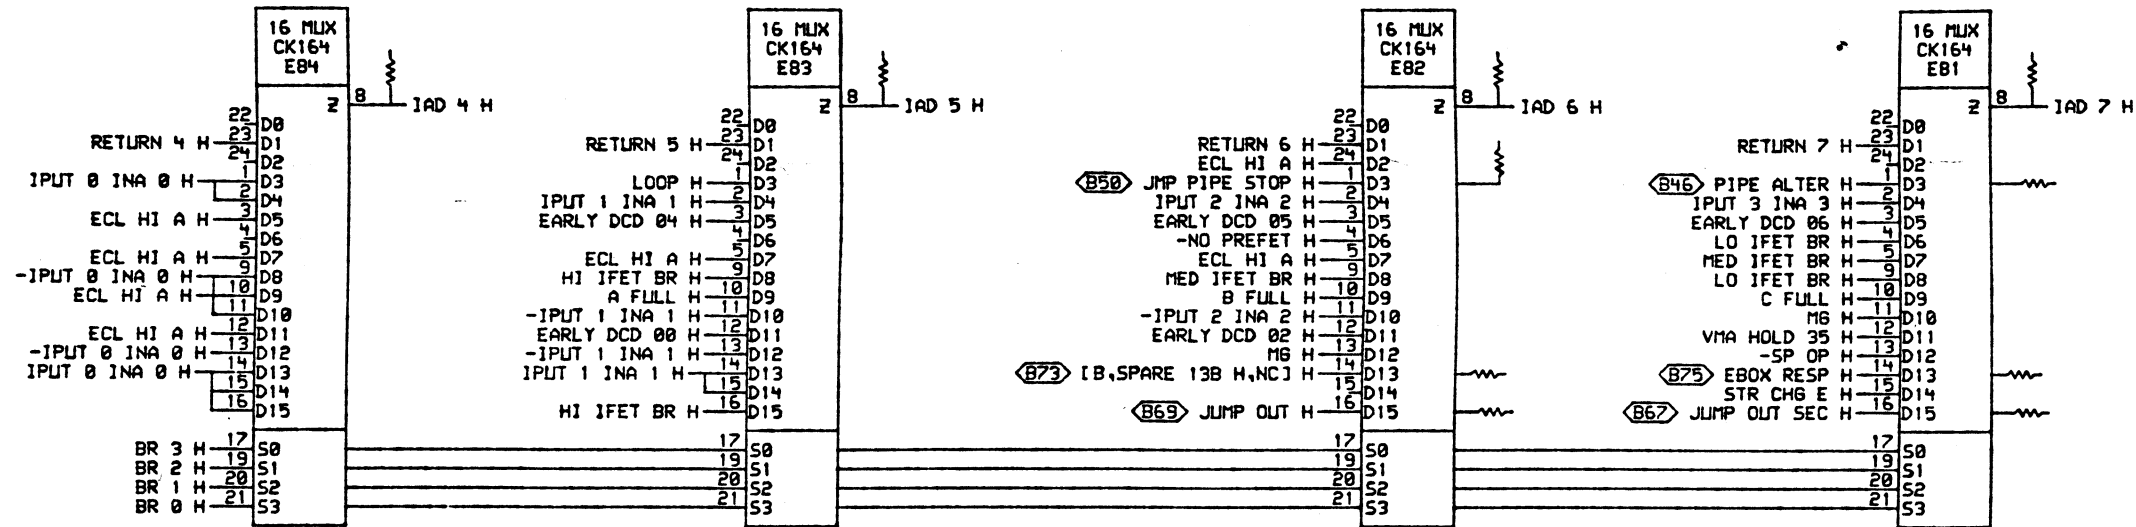 16 MUX
CK164
E84
Z
8
IAD 4 H
22 D0
RETURN 4 H 23 D1
24 D2
IPUT 0 INA 0 H 1 D3
2 D4
ECL HI A H 3 D5
4 D6
ECL HI A H 5 D7
-IPUT 0 INA 0 H 9 D8
ECL HI A H 10 D9
11 D10
ECL HI A H 12 D11
-IPUT 0 INA 0 H 13 D12
IPUT 0 INA 0 H 14 D13
15 D14
16 D15
BR 3 H 17 S0
BR 2 H 19 S1
BR 1 H 20 S2
BR 0 H 21 S3
16 MUX
CK164
E83
Z
8
IAD 5 H
22 D0
RETURN 5 H 23 D1
24 D2
LOOP H 1 D3
IPUT 1 INA 1 H 2 D4
EARLY DCD 04 H 3 D5
4 D6
ECL HI A H 5 D7
HI IFET BR H 9 D8
A FULL H 10 D9
-IPUT 1 INA 1 H 11 D10
EARLY DCD 00 H 12 D11
-IPUT 1 INA 1 H 13 D12
IPUT 1 INA 1 H 14 D13
15 D14
HI IFET BR H 16 D15
17 S0
19 S1
20 S2
21 S3
16 MUX
CK164
E82
Z
8
IAD 6 H
22 D0
RETURN 6 H 23 D1
ECL HI A H 24 D2
B50 JMP PIPE STOP H 1 D3
IPUT 2 INA 2 H 2 D4
EARLY DCD 05 H 3 D5
-NO PREFET H 4 D6
ECL HI A H 5 D7
MED IFET BR H 9 D8
B FULL H 10 D9
-IPUT 2 INA 2 H 11 D10
EARLY DCD 02 H 12 D11
MG H 13 D12
B73 [B,SPARE 13B H,NC] H 14 D13
15 D14
B69 JUMP OUT H 16 D15
17 S0
19 S1
20 S2
21 S3
16 MUX
CK164
E81
Z
8
IAD 7 H
22 D0
RETURN 7 H 23 D1
24 D2
B46 PIPE ALTER H 1 D3
IPUT 3 INA 3 H 2 D4
EARLY DCD 06 H 3 D5
LO IFET BR H 4 D6
MED IFET BR H 5 D7
LO IFET BR H 9 D8
C FULL H 10 D9
MG H 11 D10
VMA HOLD 35 H 12 D11
-SP OP H 13 D12
B75 EBOX RESP H 14 D13
STR CHG E H 15 D14
B67 JUMP OUT SEC H 16 D15
17 S0
19 S1
20 S2
21 S3